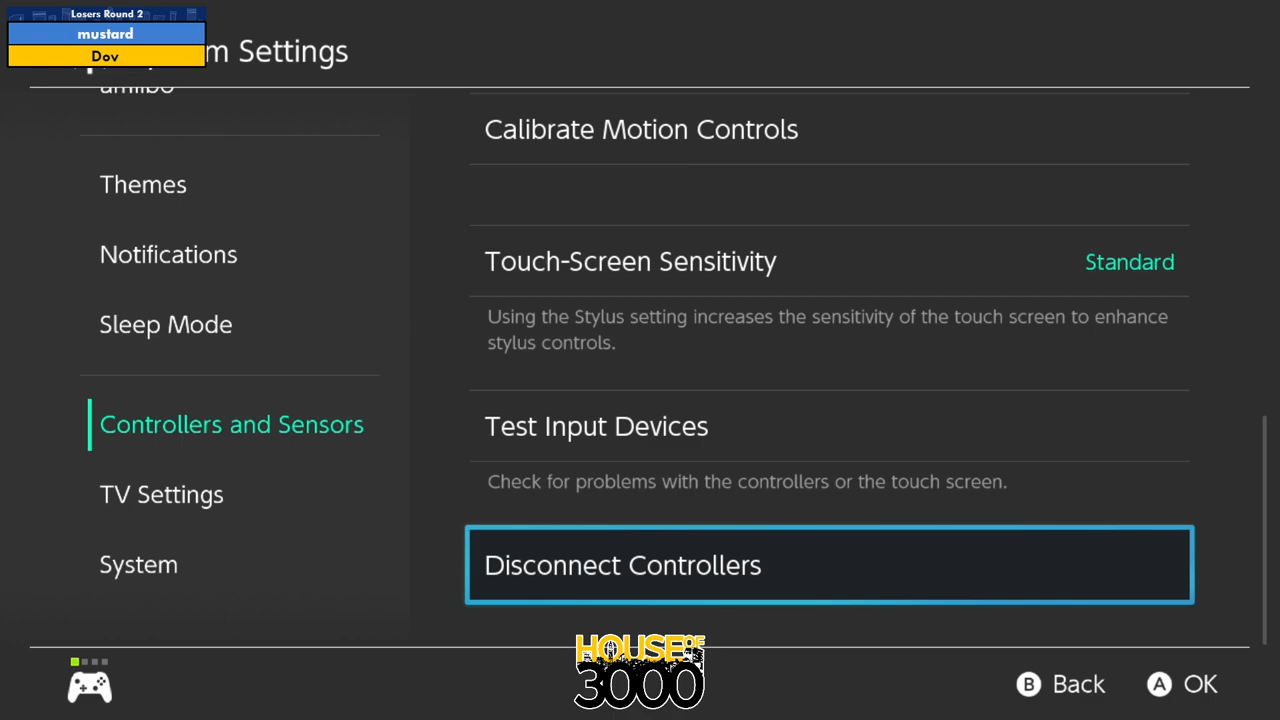 Losers Round 2
mustard
Dov
m Settings
amiibo
Themes
Notifications
Sleep Mode
Controllers and Sensors
TV Settings
System
Calibrate Motion Controls
Touch-Screen Sensitivity Standard
Using the Stylus setting increases the sensitivity of the touch screen to enhance
stylus controls.
Test Input Devices
Check for problems with the controllers or the touch screen.
Disconnect Controllers
HOUSE OF
3000
B Back A OK